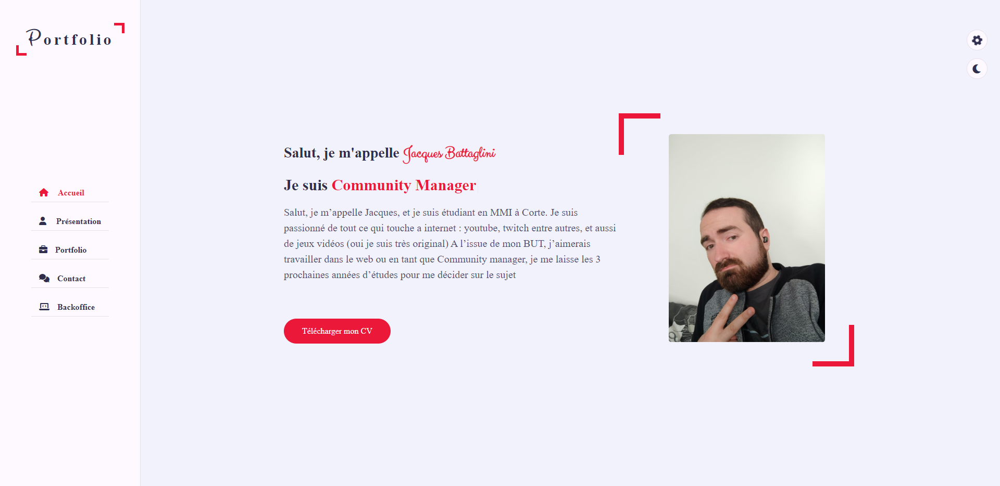 Portfolio
Accueil
Présentation
Portfolio
Contact
Backoffice
Salut, je m'appelle Jacques Battaglini
Je suis Community Manager
Salut, je m’appelle Jacques, et je suis étudiant en MMI à Corte. Je suis
passionné de tout ce qui touche a internet : youtube, twitch entre autres, et aussi
de jeux vidéos (oui je suis très original) A l’issue de mon BUT, j’aimerais
travailler dans le web ou en tant que Community manager, je me laisse les 3
prochaines années d’études pour me décider sur le sujet
Télécharger mon CV